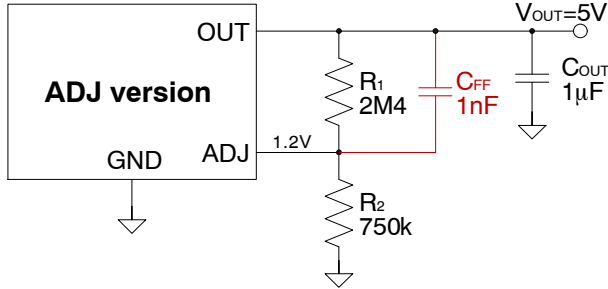 VOUT=5V
OUT
ADJ version
R1
2M4
CFF
1nF
COUT
1µF
1.2V
ADJ
GND
R2
750k